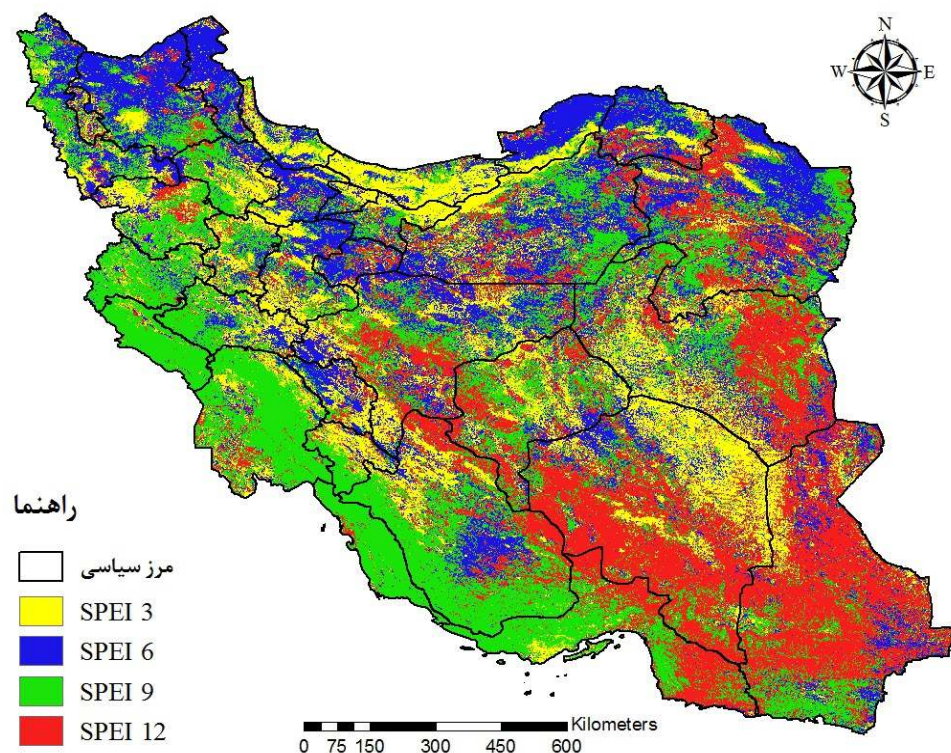 N
W E
S
راهنما
مرز سیاسی
SPEI 3
SPEI 6
SPEI 9
SPEI 12
Kilometers
0 75 150 300 450 600